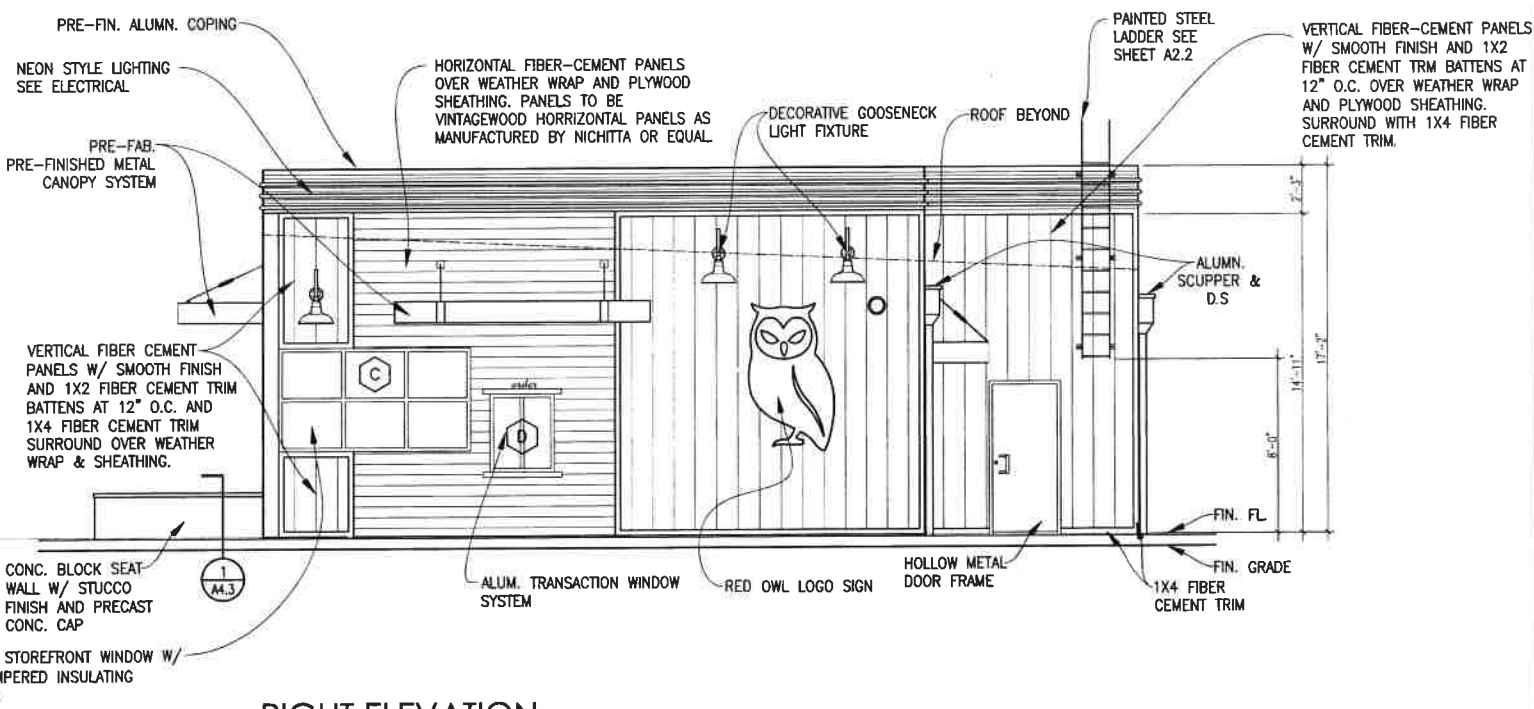 PRE-FIN. ALUMN. COPING
NEON STYLE LIGHTING
SEE ELECTRICAL
PRE-FAB.
PRE-FINISHED METAL
CANOPY SYSTEM
HORIZONTAL FIBER-CEMENT PANELS
OVER WEATHER WRAP AND PLYWOOD
SHEATHING. PANELS TO BE
VINTAGEWOOD HORRIZONTAL PANELS AS
MANUFACTURED BY NICHITTA OR EQUAL
DECORATIVE GOOSENECK
LIGHT FIXTURE
ROOF BEYOND
PAINTED STEEL
LADDER SEE
SHEET A2.2
VERTICAL FIBER-CEMENT PANELS
W/ SMOOTH FINISH AND 1X2
FIBER CEMENT TRM BATTENS AT
12" O.C. OVER WEATHER WRAP
AND PLYWOOD SHEATHING.
SURROUND WITH 1X4 FIBER
CEMENT TRIM.
2'-3"
ALUMN.
SCUPPER &
D.S
VERTICAL FIBER CEMENT
PANELS W/ SMOOTH FINISH
AND 1X2 FIBER CEMENT TRIM
BATTENS AT 12" O.C. AND
1X4 FIBER CEMENT TRIM
SURROUND OVER WEATHER
WRAP & SHEATHING.
C
order
D
14'-11"
17'-2"
8'-0"
FIN. FL
FIN. GRADE
CONC. BLOCK SEAT
WALL W/ STUCCO
FINISH AND PRECAST
CONC. CAP
1
A4.3
ALUM. TRANSACTION WINDOW
SYSTEM
RED OWL LOGO SIGN
HOLLOW METAL
DOOR FRAME
1X4 FIBER
CEMENT TRIM
STOREFRONT WINDOW W/
MPERED INSULATING
RIGHT ELEVATION